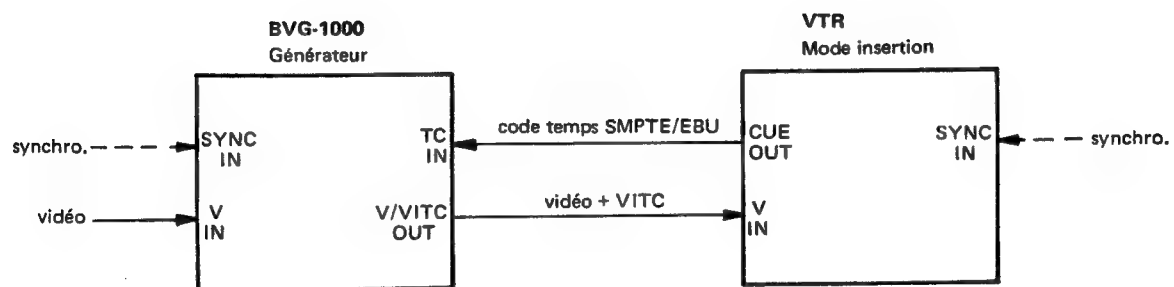 BVG-1000
Générateur
VTR
Mode insertion
synchro.
SYNC
IN
TC
IN
code temps SMPTE/EBU
CUE
OUT
SYNC
IN
synchro.
vidéo
V
IN
V/VITC
OUT
vidéo + VITC
V
IN